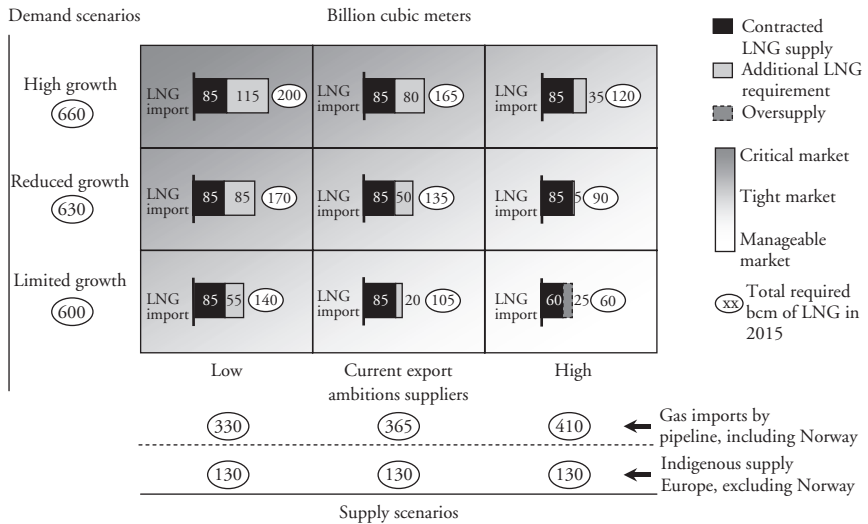 Demand scenarios
Billion cubic meters
High growth
660
LNG import 85 115 200
LNG import 85 80 165
LNG import 85 35 120
Reduced growth
630
LNG import 85 85 170
LNG import 85 50 135
LNG import 85 5 90
Limited growth
600
LNG import 85 55 140
LNG import 85 20 105
LNG import 60 25 60
Low
Current export
ambitions suppliers
High
330 365 410
Gas imports by
pipeline, including Norway
130 130 130
Indigenous supply
Europe, excluding Norway
Supply scenarios
Contracted
LNG supply
Additional LNG
requirement
Oversupply
Critical market
Tight market
Manageable
market
xx Total required
bcm of LNG in
2015